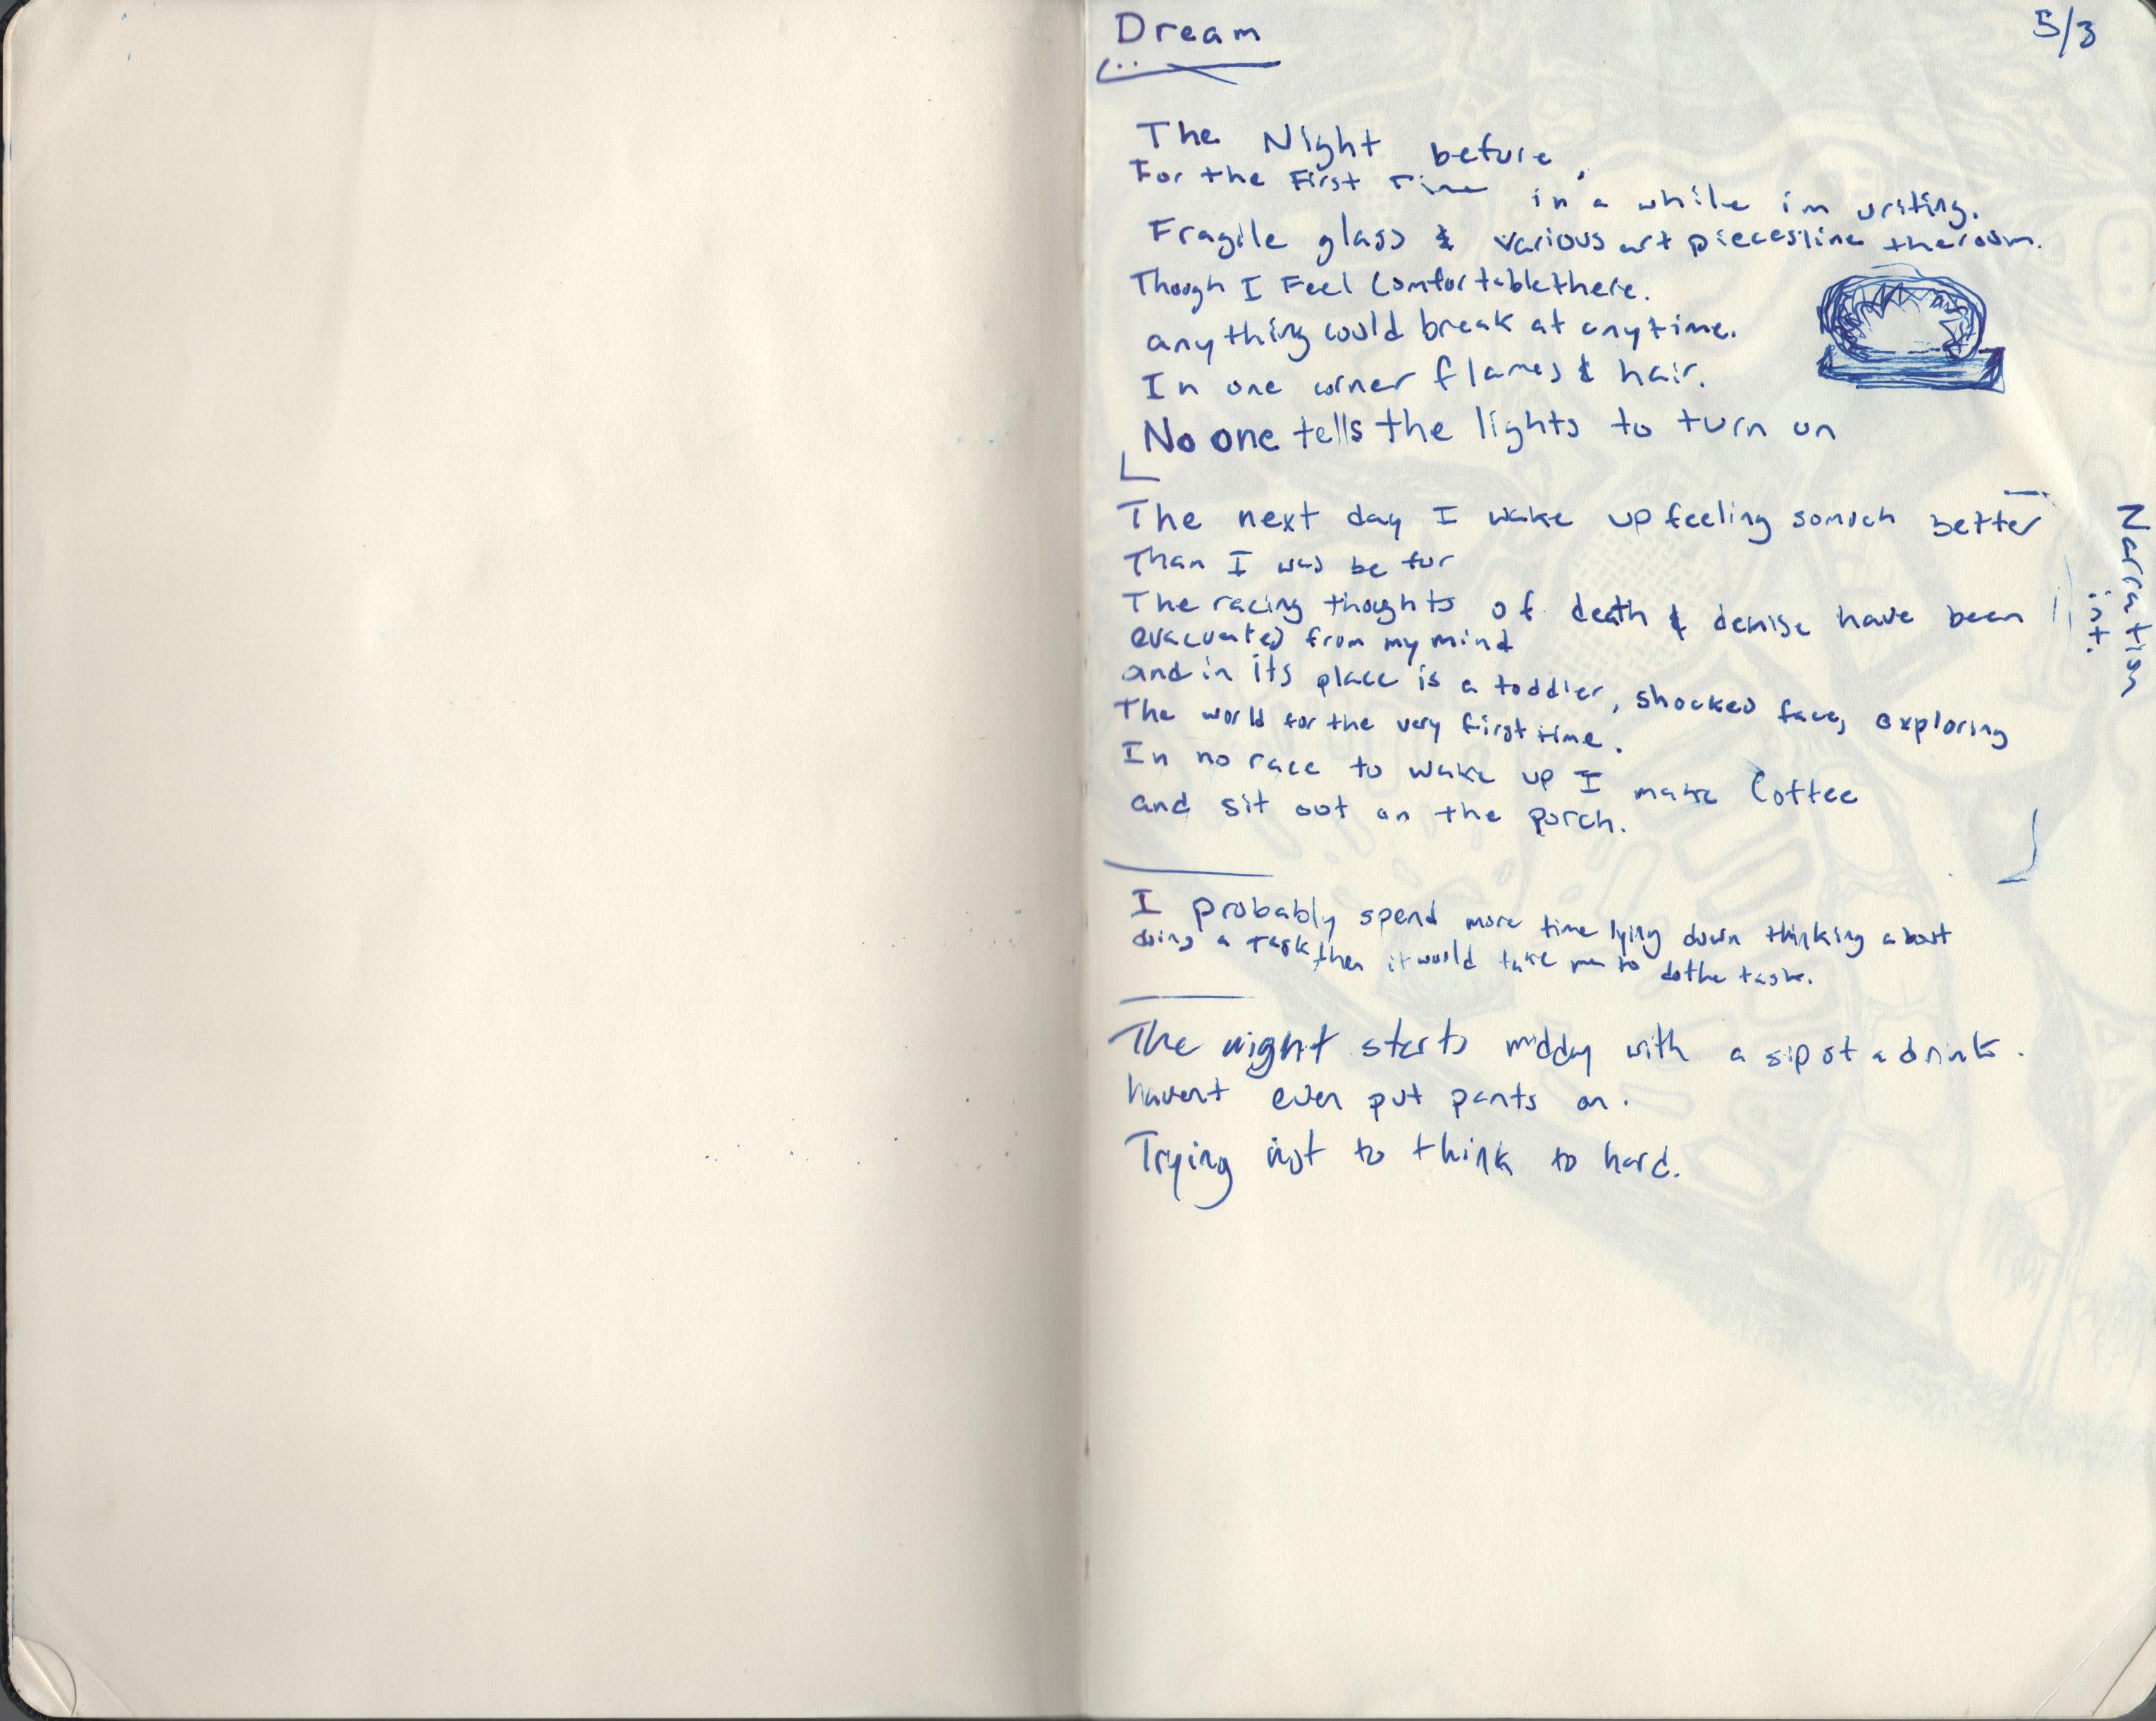 Dream
5/3
The Night before,
For the First Time in a while im writing.
Fragile glass & various art pieces line the room.
Though I Feel Comfortable there.
anything could break at anytime.
In one corner flames & hair.
No one tells the lights to turn on
The next day I wake up feeling so much better
Than I was befor
The racing thoughts of death & demise have been
evacuated from my mind
and in its place is a toddler, shocked face, exploring
The world for the very first time.
In no race to wake up I make Coffee
and sit out on the porch.
Narration
I probably spend more time lying down thinking about
doing a Task then it would take me to do the task.
The night starts midday with a sip of a drink.
havent even put pants on.
Trying not to think to hard.